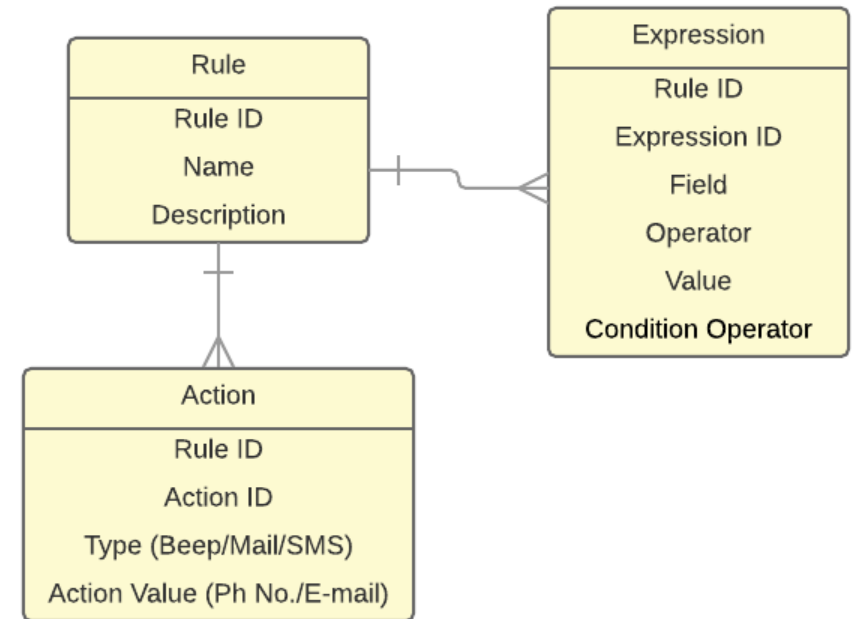 Rule
Rule ID
Name
Description
Expression
Rule ID
Expression ID
Field
Operator
Value
Condition Operator
Action
Rule ID
Action ID
Type (Beep/Mail/SMS)
Action Value (Ph No./E-mail)